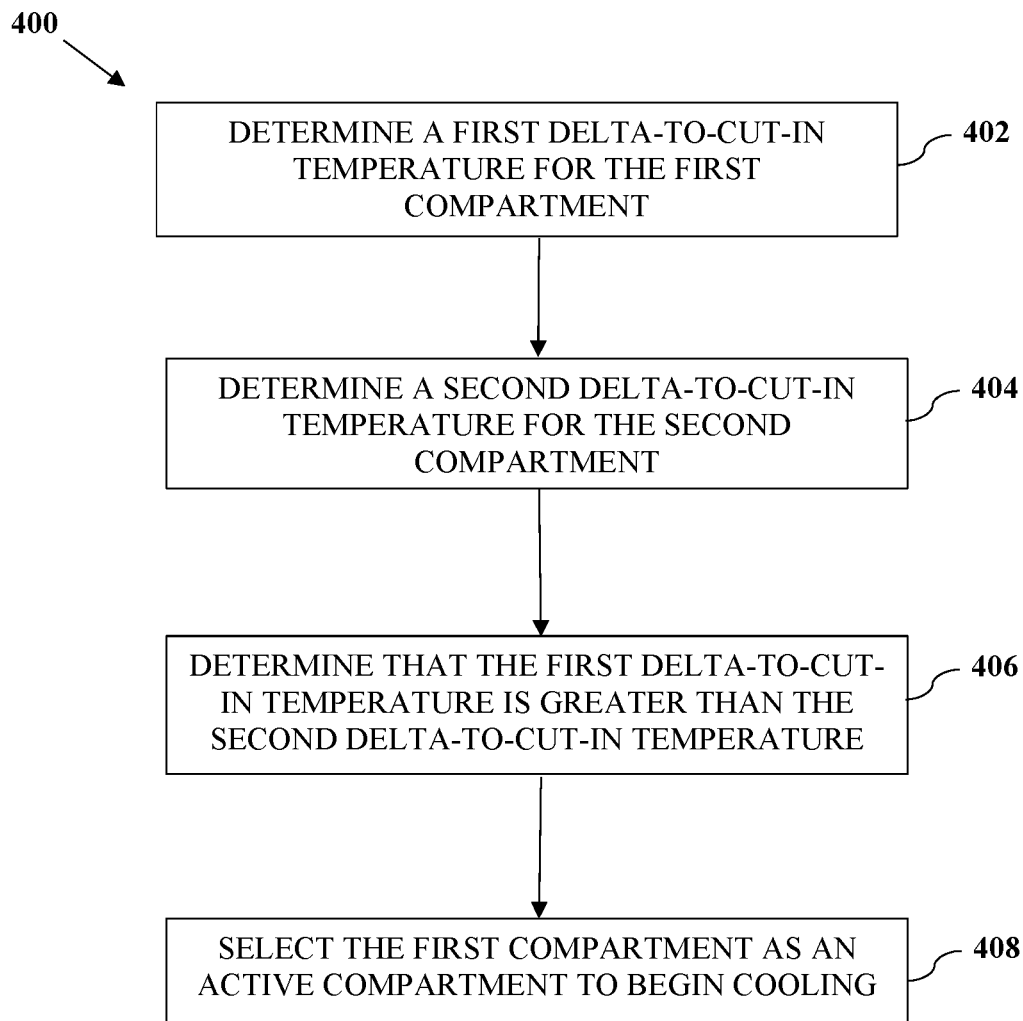 400
DETERMINE A FIRST DELTA-TO-CUT-IN
TEMPERATURE FOR THE FIRST
COMPARTMENT
402
DETERMINE A SECOND DELTA-TO-CUT-IN
TEMPERATURE FOR THE SECOND
COMPARTMENT
404
DETERMINE THAT THE FIRST DELTA-TO-CUT-
IN TEMPERATURE IS GREATER THAN THE
SECOND DELTA-TO-CUT-IN TEMPERATURE
406
SELECT THE FIRST COMPARTMENT AS AN
ACTIVE COMPARTMENT TO BEGIN COOLING
408